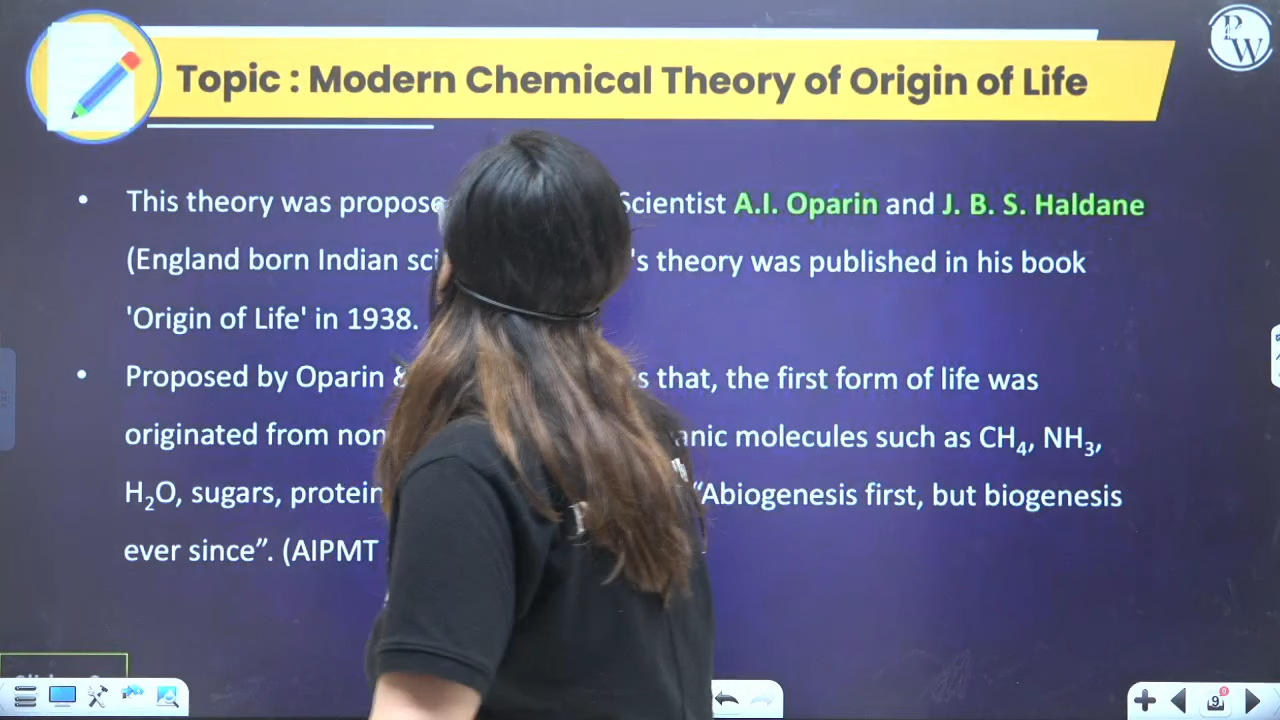 PW
Topic : Modern Chemical Theory of Origin of Life
• This theory was propose Scientist A.I. Oparin and J. B. S. Haldane
(England born Indian sci 's theory was published in his book
'Origin of Life' in 1938.
• Proposed by Oparin & s that, the first form of life was
originated from non anic molecules such as CH₄, NH₃,
H₂O, sugars, protein “Abiogenesis first, but biogenesis
ever since”. (AIPMT
9